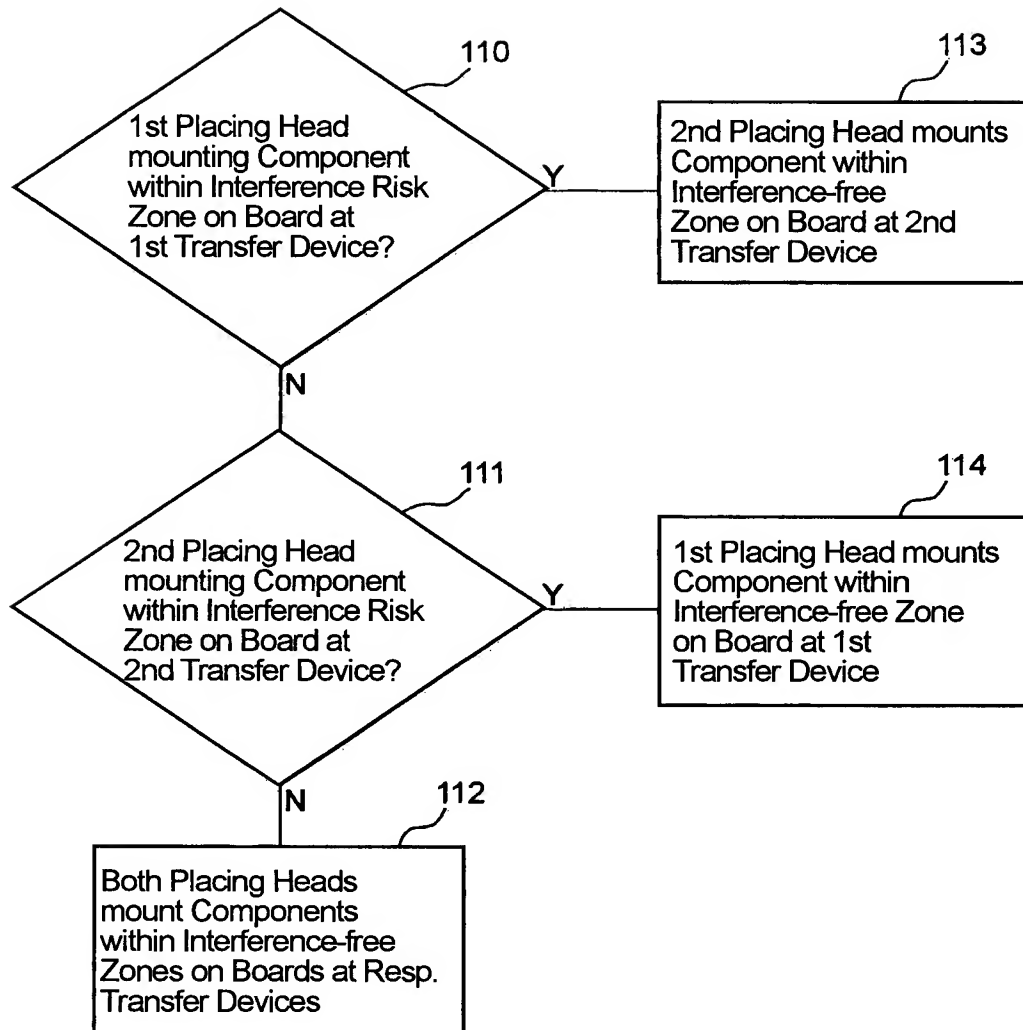 110
1st Placing Head
mounting Component
within Interference Risk
Zone on Board at
1st Transfer Device?
Y
N
113
2nd Placing Head mounts
Component within
Interference-free
Zone on Board at 2nd
Transfer Device
111
2nd Placing Head
mounting Component
within Interference Risk
Zone on Board at
2nd Transfer Device?
Y
N
114
1st Placing Head mounts
Component within
Interference-free Zone
on Board at 1st
Transfer Device
112
Both Placing Heads
mount Components
within Interference-free
Zones on Boards at Resp.
Transfer Devices